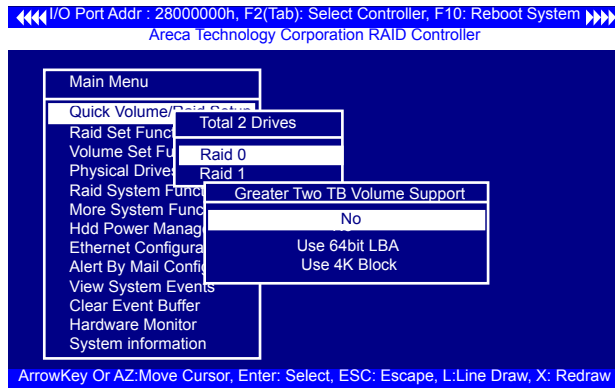 I/O Port Addr : 28000000h, F2(Tab): Select Controller, F10: Reboot System
Areca Technology Corporation RAID Controller
Main Menu
Quick Volume/Raid Setup
Raid Set Funct
Volume Set Fu
Physical Drive
Raid System Funct
More System Func
Hdd Power Manag
Ethernet Configura
Alert By Mail Config
View System Events
Clear Event Buffer
Hardware Monitor
System information
Total 2 Drives
Raid 0
Raid 1
Greater Two TB Volume Support
No
Use 64bit LBA
Use 4K Block
ArrowKey Or AZ:Move Cursor, Enter: Select, ESC: Escape, L:Line Draw, X: Redraw